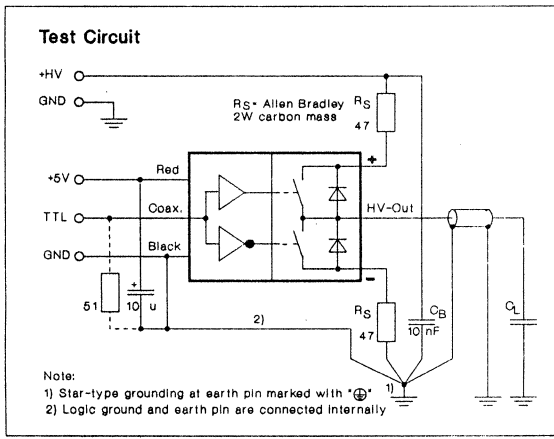 Test Circuit
+HV
GND
RS= Allen Bradley
2W carbon mass
RS
47
+
+5V
Red
TTL
Coax.
HV-Out
GND
Black
-
51
+
10 u
2)
RS
47
CB
10 nF
CL
1)
Note:
1) Star-type grounding at earth pin marked with "⏚"
2) Logic ground and earth pin are connected internally